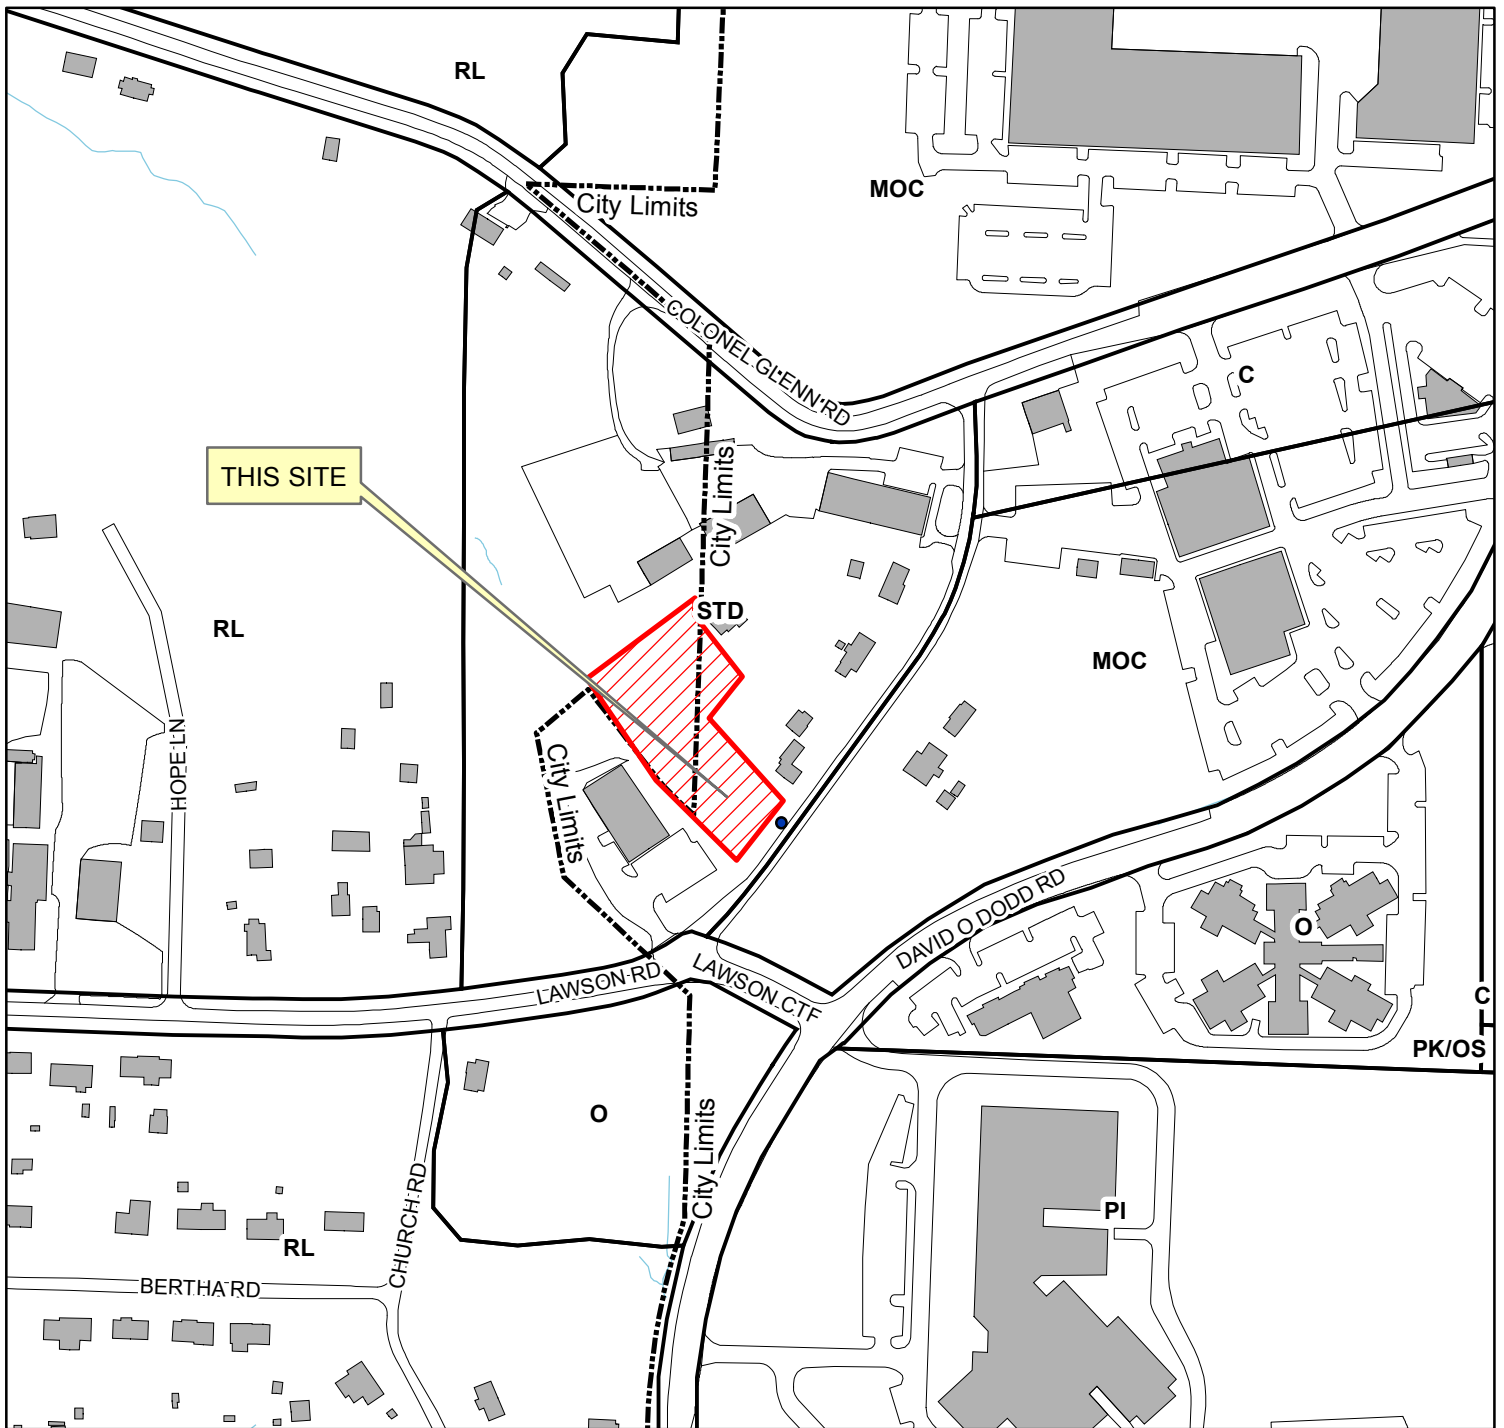 RL
MOC
City Limits
COLONEL GLENN RD
C
City Limits
THIS SITE
STD
RL
MOC
HOPE LN
City Limits
DAVID O DODD RD
O
LAWSON RD
LAWSON CTF
C
PK/OS
O
City Limits
CHURCH RD
PI
RL
BERTHA RD